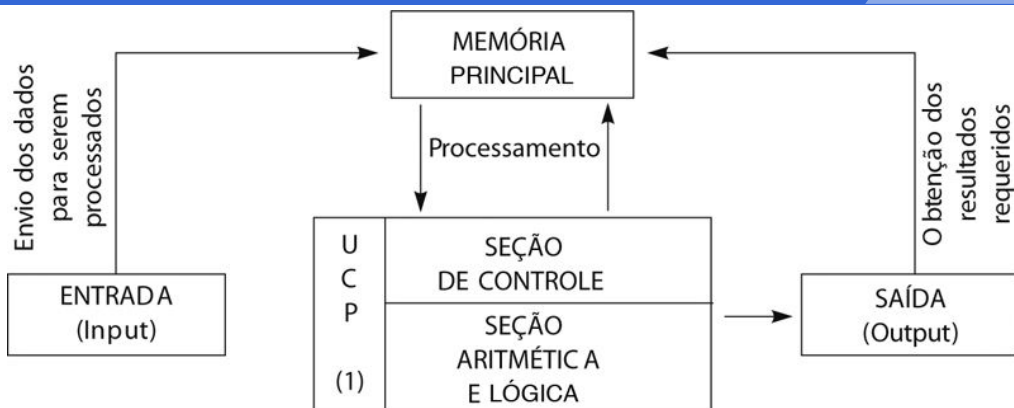 MEMÓRIA
PRINCIPAL
Envio dos dados
para serem
processados
Processamento
Obtenção dos
resultados
requeridos
ENTRADA
(Input)
U
C
P
(1)
SEÇÃO
DE CONTROLE
SEÇÃO
ARITMÉTIC A
E LÓGICA
SAÍDA
(Output)